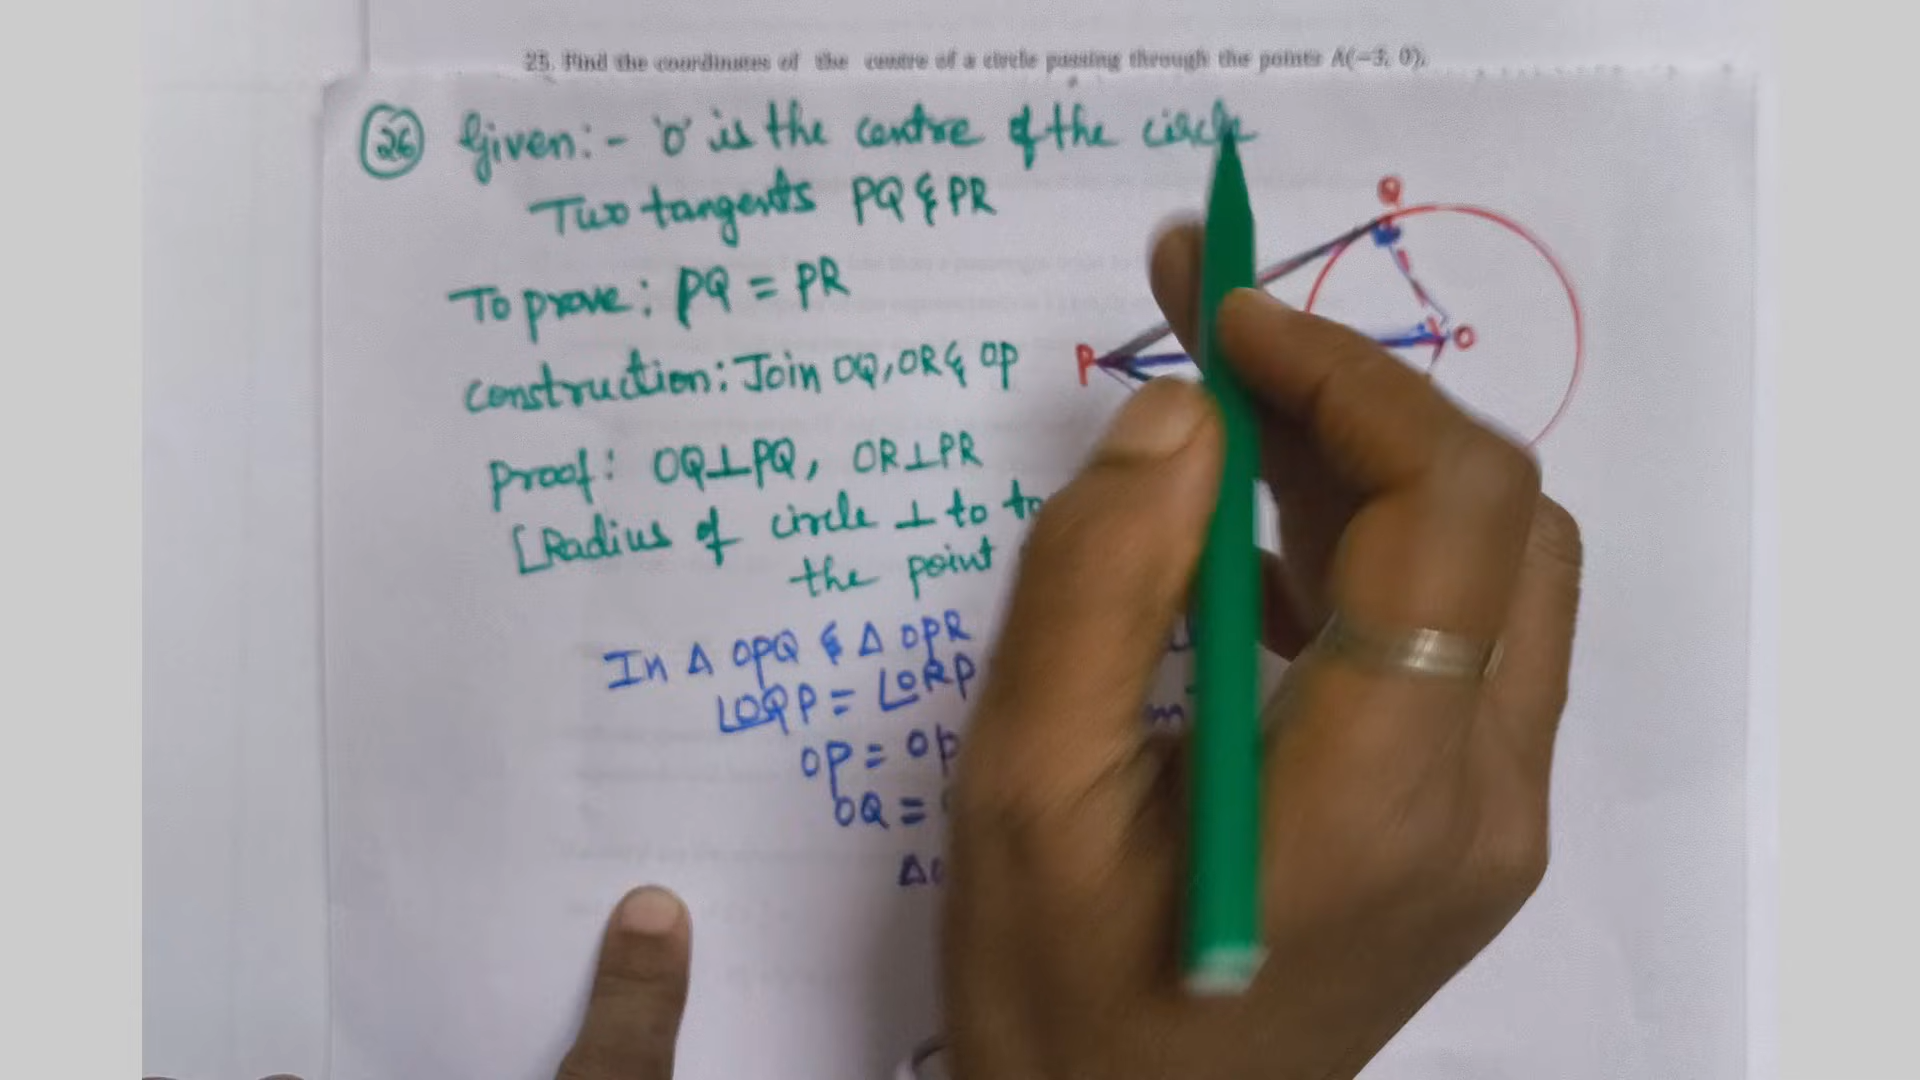 25. Find the coordinates of the centre of a circle passing through the points A(−3, 0),
26 Given:- 'O' is the centre of the circle
Two tangents PQ & PR
To prove: PQ = PR
Construction: Join OQ, OR & OP
Proof: OQ⊥PQ, OR⊥PR
[Radius of circle ⊥ to
the point
In Δ OPQ & Δ OPR
∠OQP = ∠ORP
OP = OP
OQ =
Δ
Q
P
O